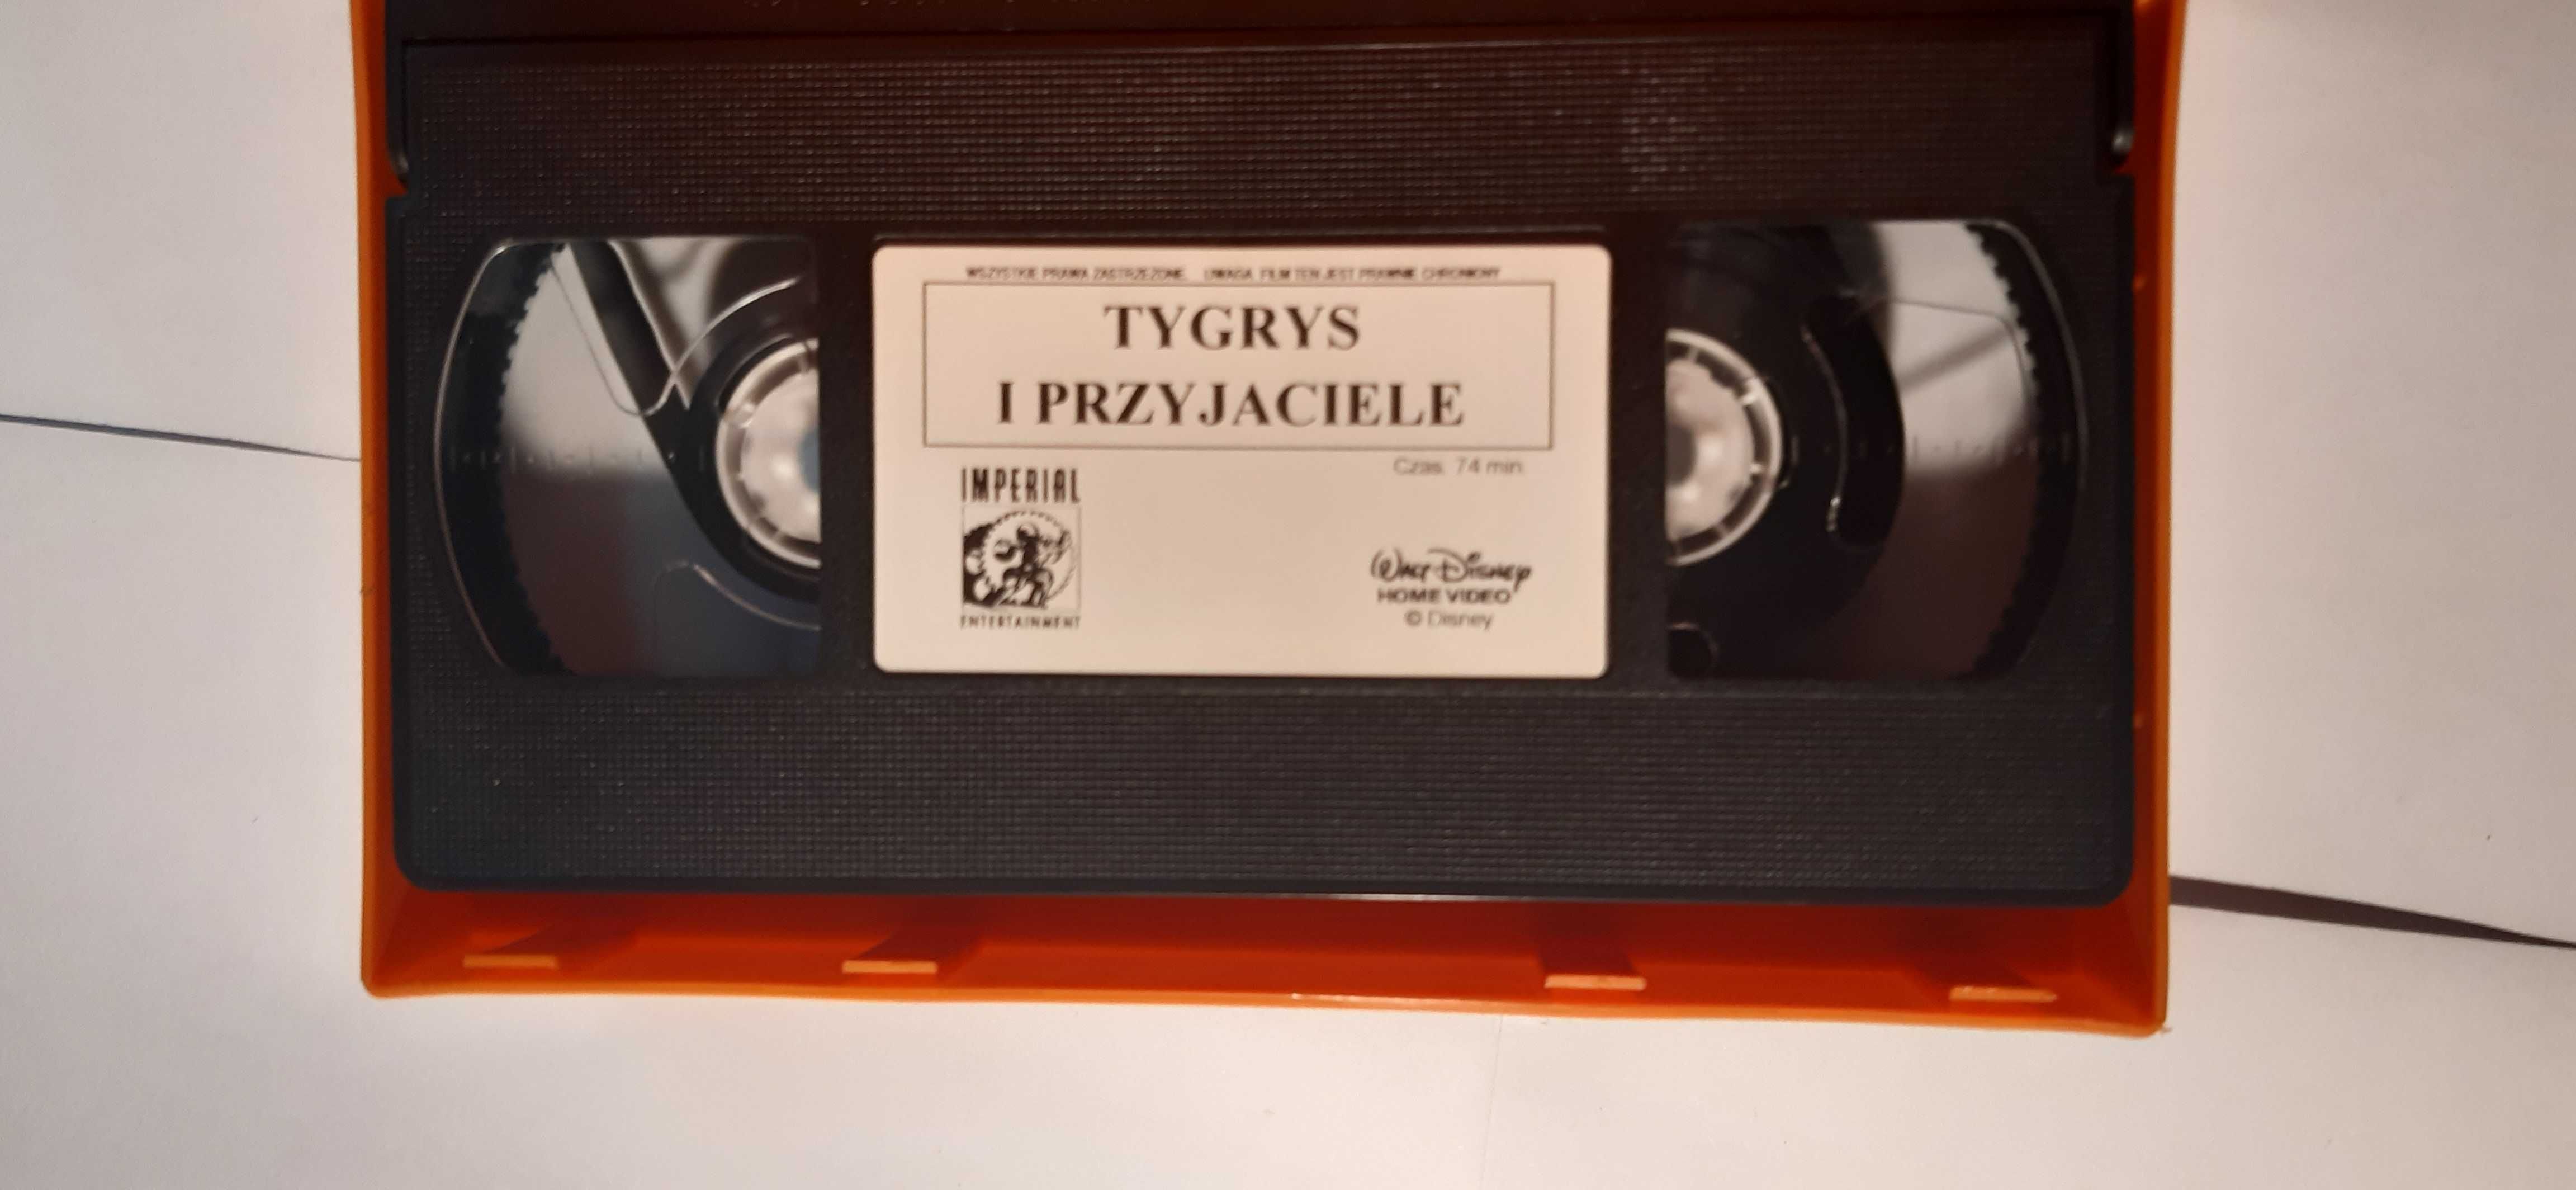 WSZYSTKIE PRAWA ZASTRZEŻONE. UWAGA. FILM TEN JEST PRAWNIE CHRONIONY
TYGRYS
I PRZYJACIELE
Czas. 74 min
IMPERIAL
ENTERTAINMENT
WALT DISNEY
HOME VIDEO
© Disney